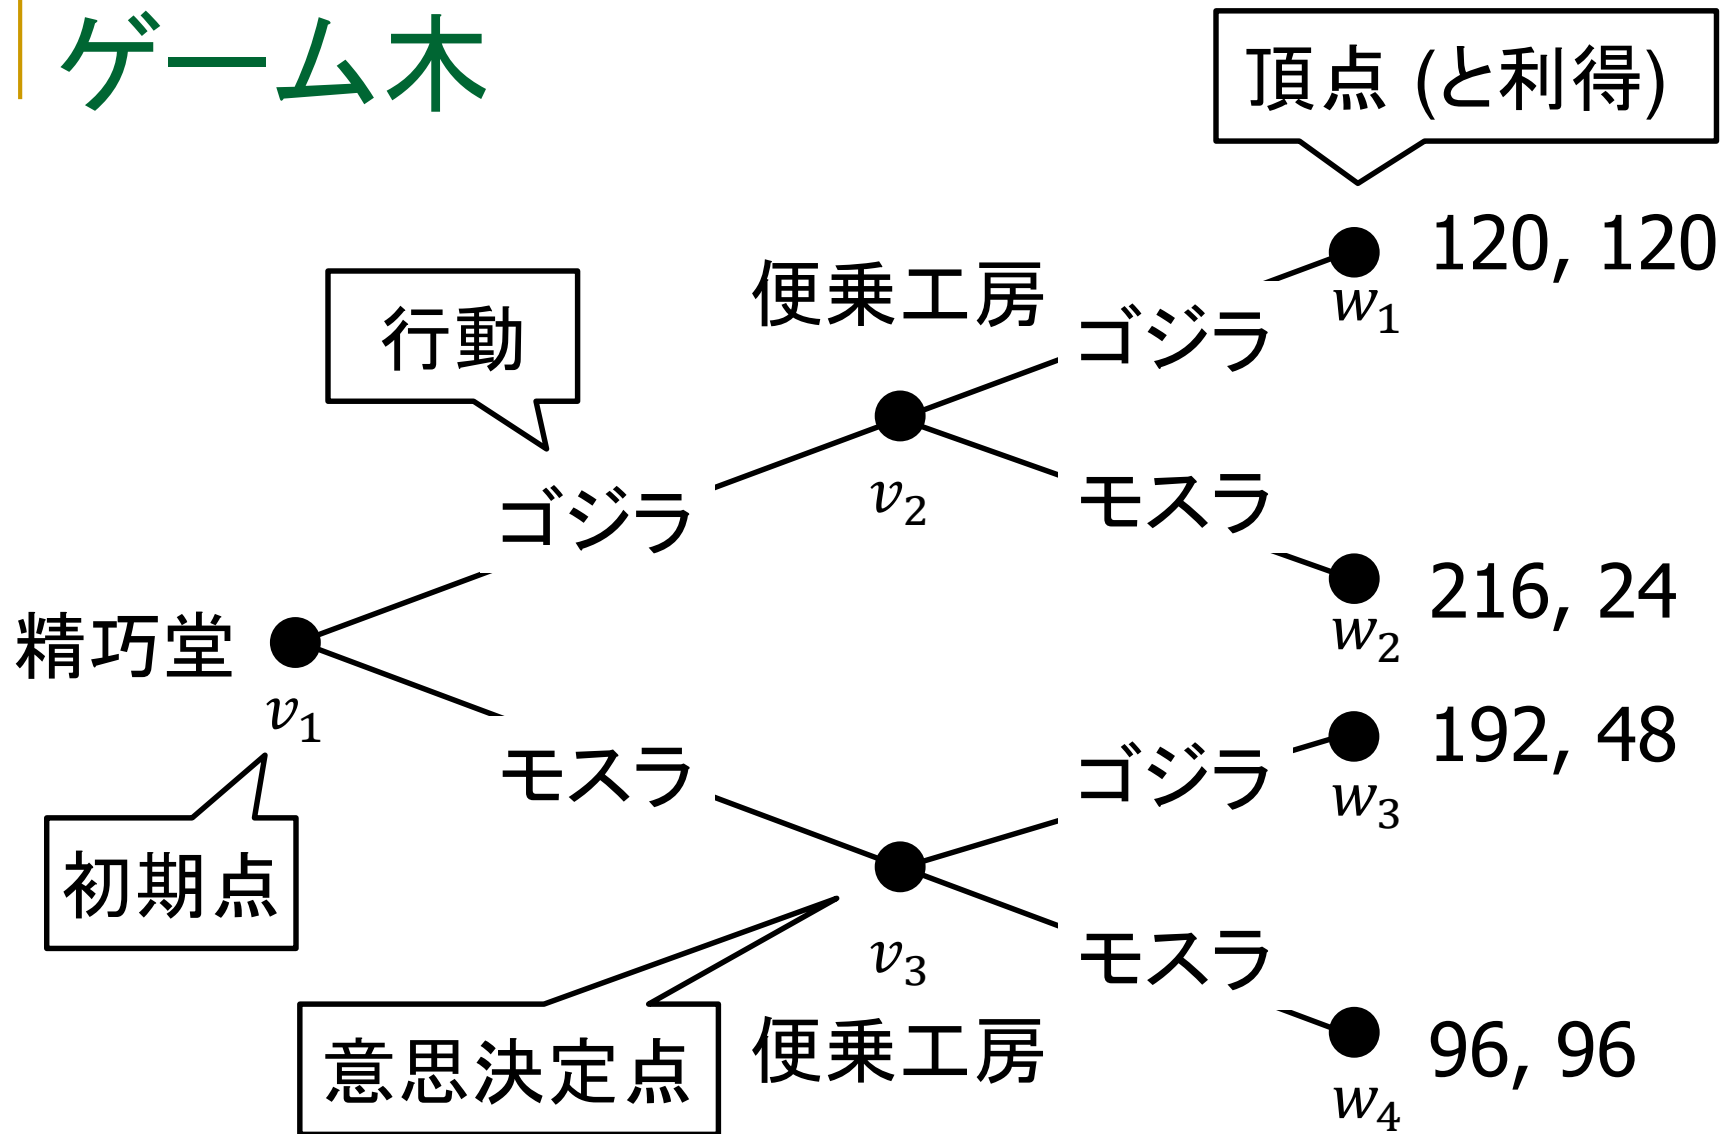 ゲーム木
頂点 (と利得)
120, 120
便乗工房
w₁
ゴジラ
行動
v₂
モスラ
ゴジラ
216, 24
精巧堂
w₂
v₁
192, 48
モスラ
ゴジラ
w₃
初期点
v₃
モスラ
意思決定点
便乗工房
96, 96
w₄